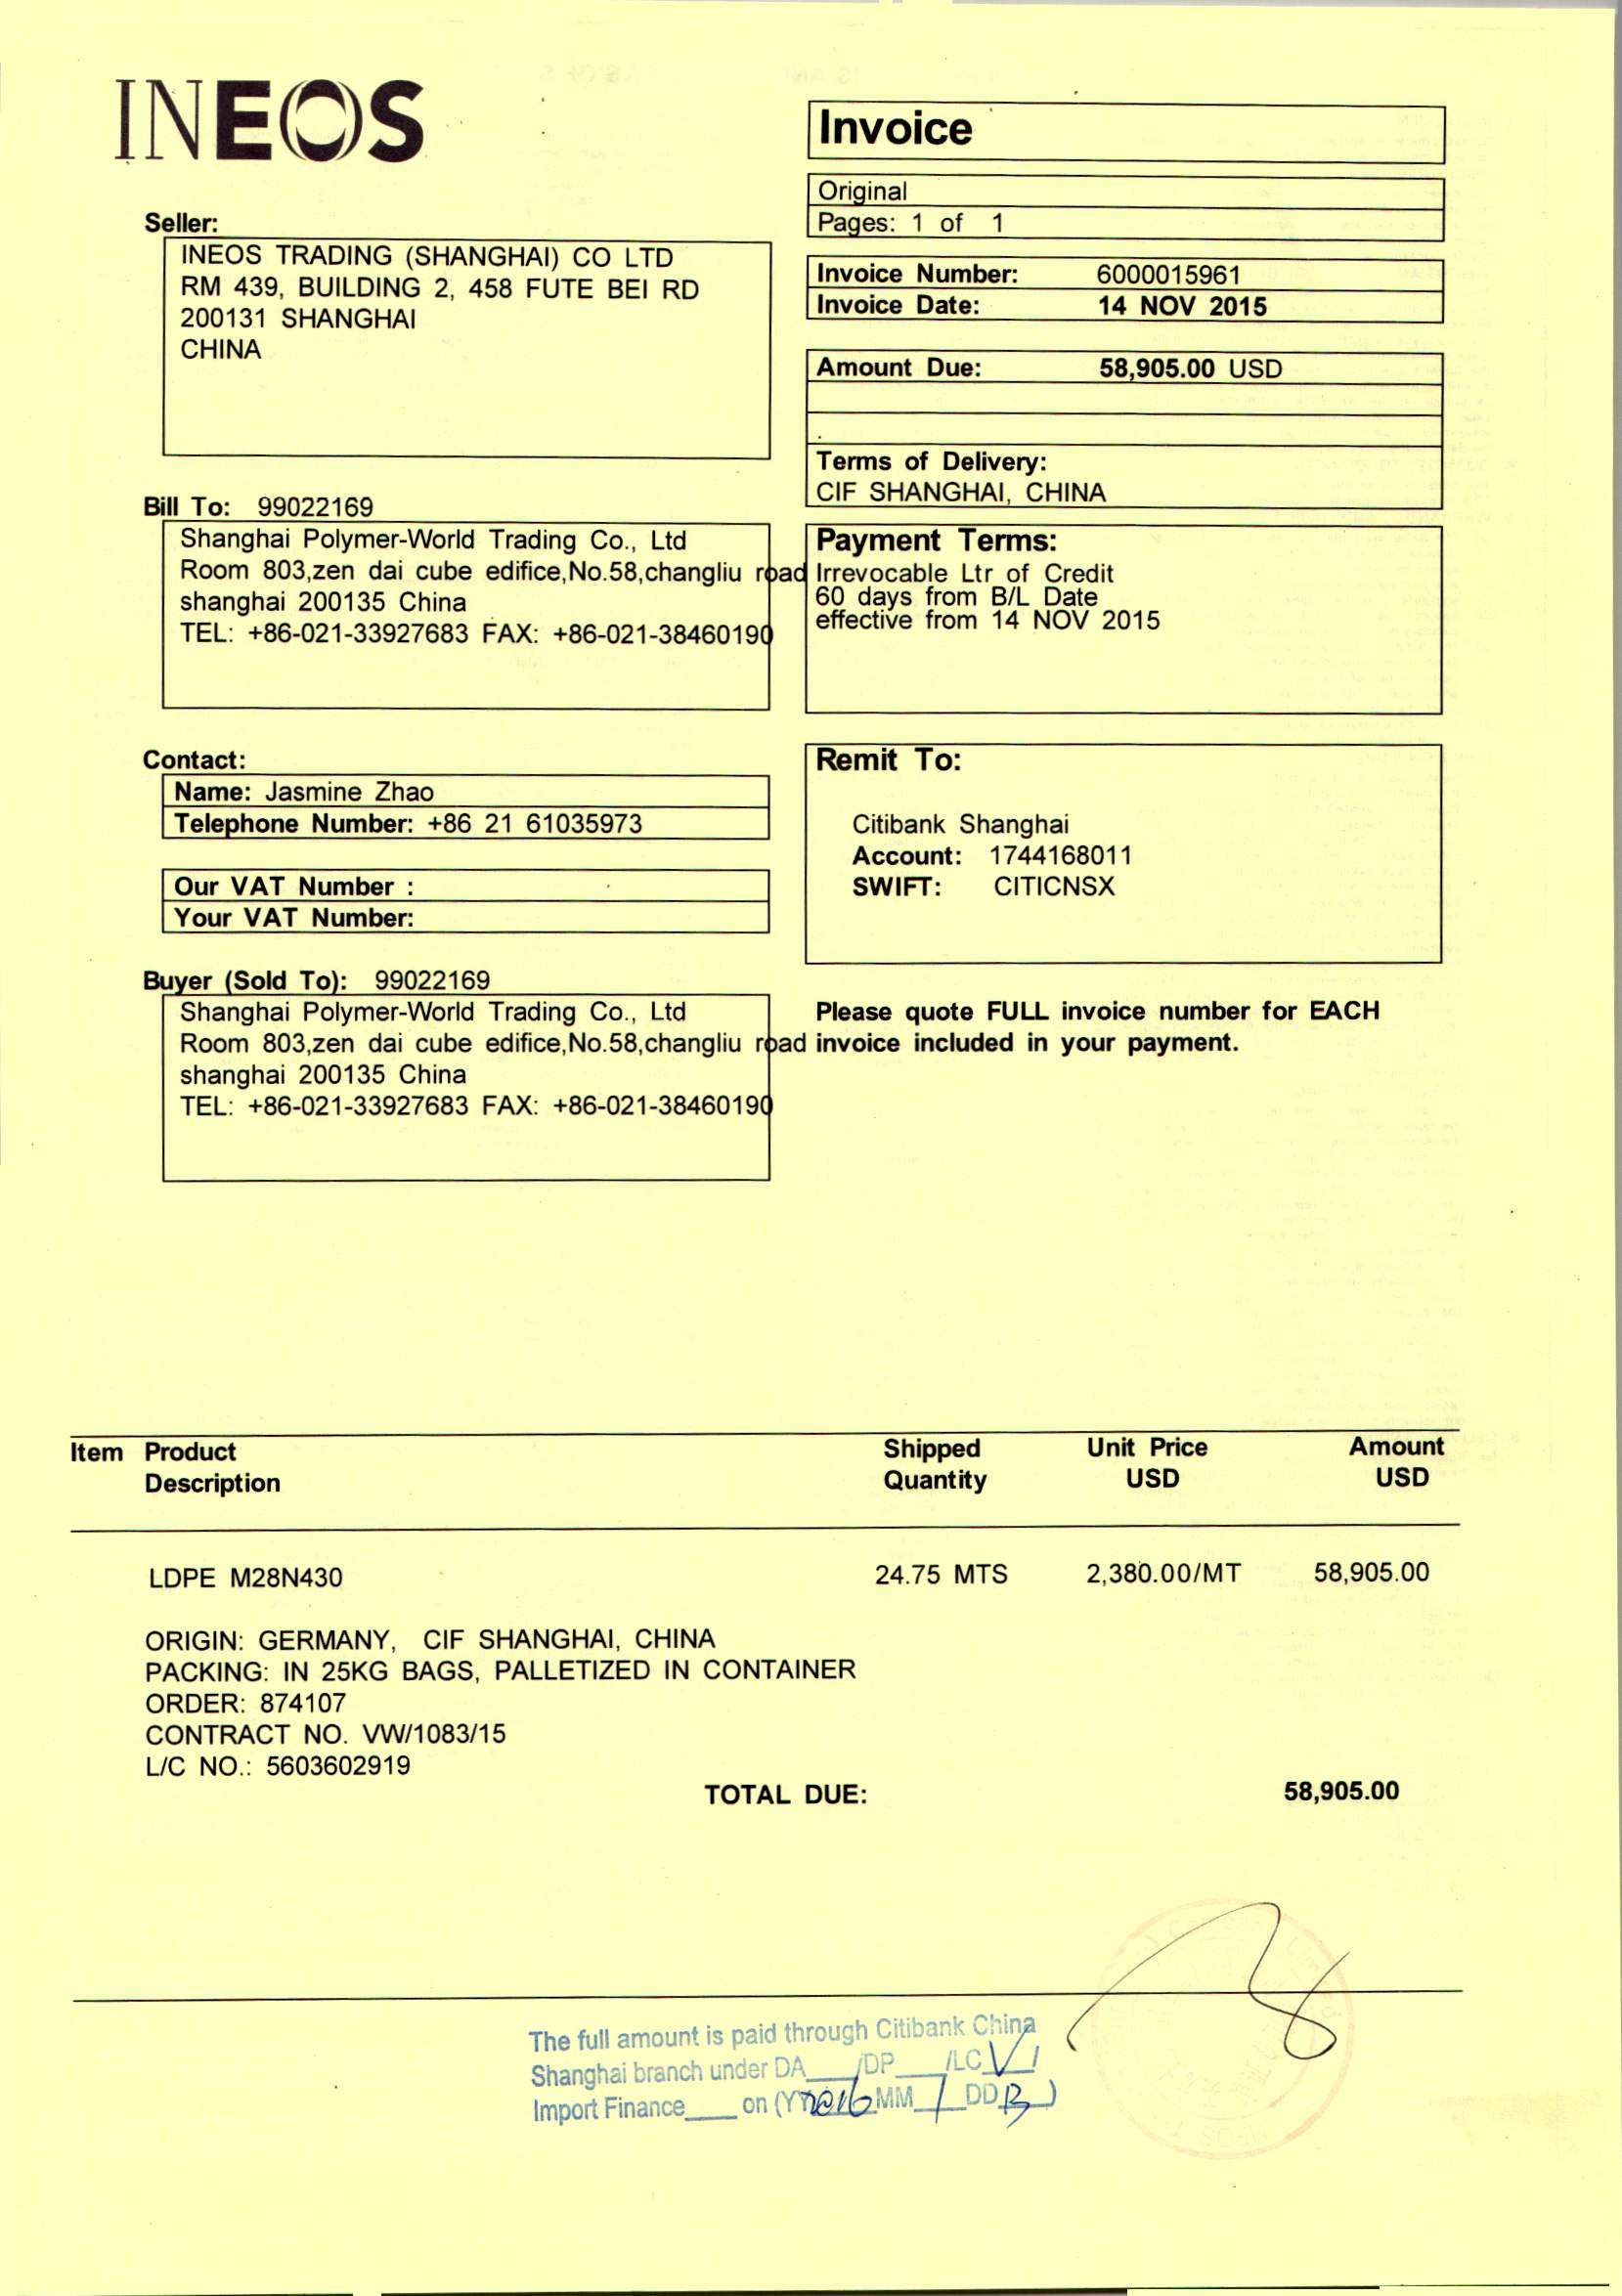 INEOS
Invoice
Original
Pages: 1 of 1
Seller:
INEOS TRADING (SHANGHAI) CO LTD
RM 439, BUILDING 2, 458 FUTE BEI RD
200131 SHANGHAI
CHINA
Invoice Number: 6000015961
Invoice Date: 14 NOV 2015
Amount Due: 58,905.00 USD
Terms of Delivery:
CIF SHANGHAI, CHINA
Bill To: 99022169
Shanghai Polymer-World Trading Co., Ltd
Room 803,zen dai cube edifice,No.58,changliu road
shanghai 200135 China
TEL: +86-021-33927683 FAX: +86-021-38460190
Payment Terms:
Irrevocable Ltr of Credit
60 days from B/L Date
effective from 14 NOV 2015
Contact:
Name: Jasmine Zhao
Telephone Number: +86 21 61035973
Our VAT Number :
Your VAT Number:
Remit To:
Citibank Shanghai
Account: 1744168011
SWIFT: CITICNSX
Buyer (Sold To): 99022169
Shanghai Polymer-World Trading Co., Ltd
Room 803,zen dai cube edifice,No.58,changliu road
shanghai 200135 China
TEL: +86-021-33927683 FAX: +86-021-38460190
Please quote FULL invoice number for EACH
invoice included in your payment.
Item Product Shipped Unit Price Amount
Description Quantity USD USD
LDPE M28N430 24.75 MTS 2,380.00/MT 58,905.00
ORIGIN: GERMANY, CIF SHANGHAI, CHINA
PACKING: IN 25KG BAGS, PALLETIZED IN CONTAINER
ORDER: 874107
CONTRACT NO. VW/1083/15
L/C NO.: 5603602919
TOTAL DUE: 58,905.00
The full amount is paid through Citibank China
Shanghai branch under DA___/DP___/LC √ /
Import Finance____ on (YY2016 MM 1 DD 13 )